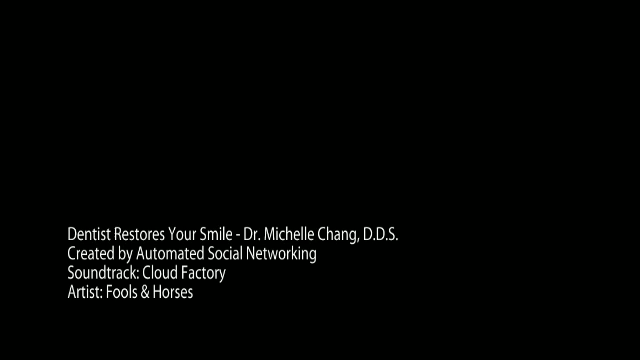 Dentist Restores Your Smile - Dr. Michelle Chang, D.D.S.
Created by Automated Social Networking
Soundtrack: Cloud Factory
Artist: Fools & Horses